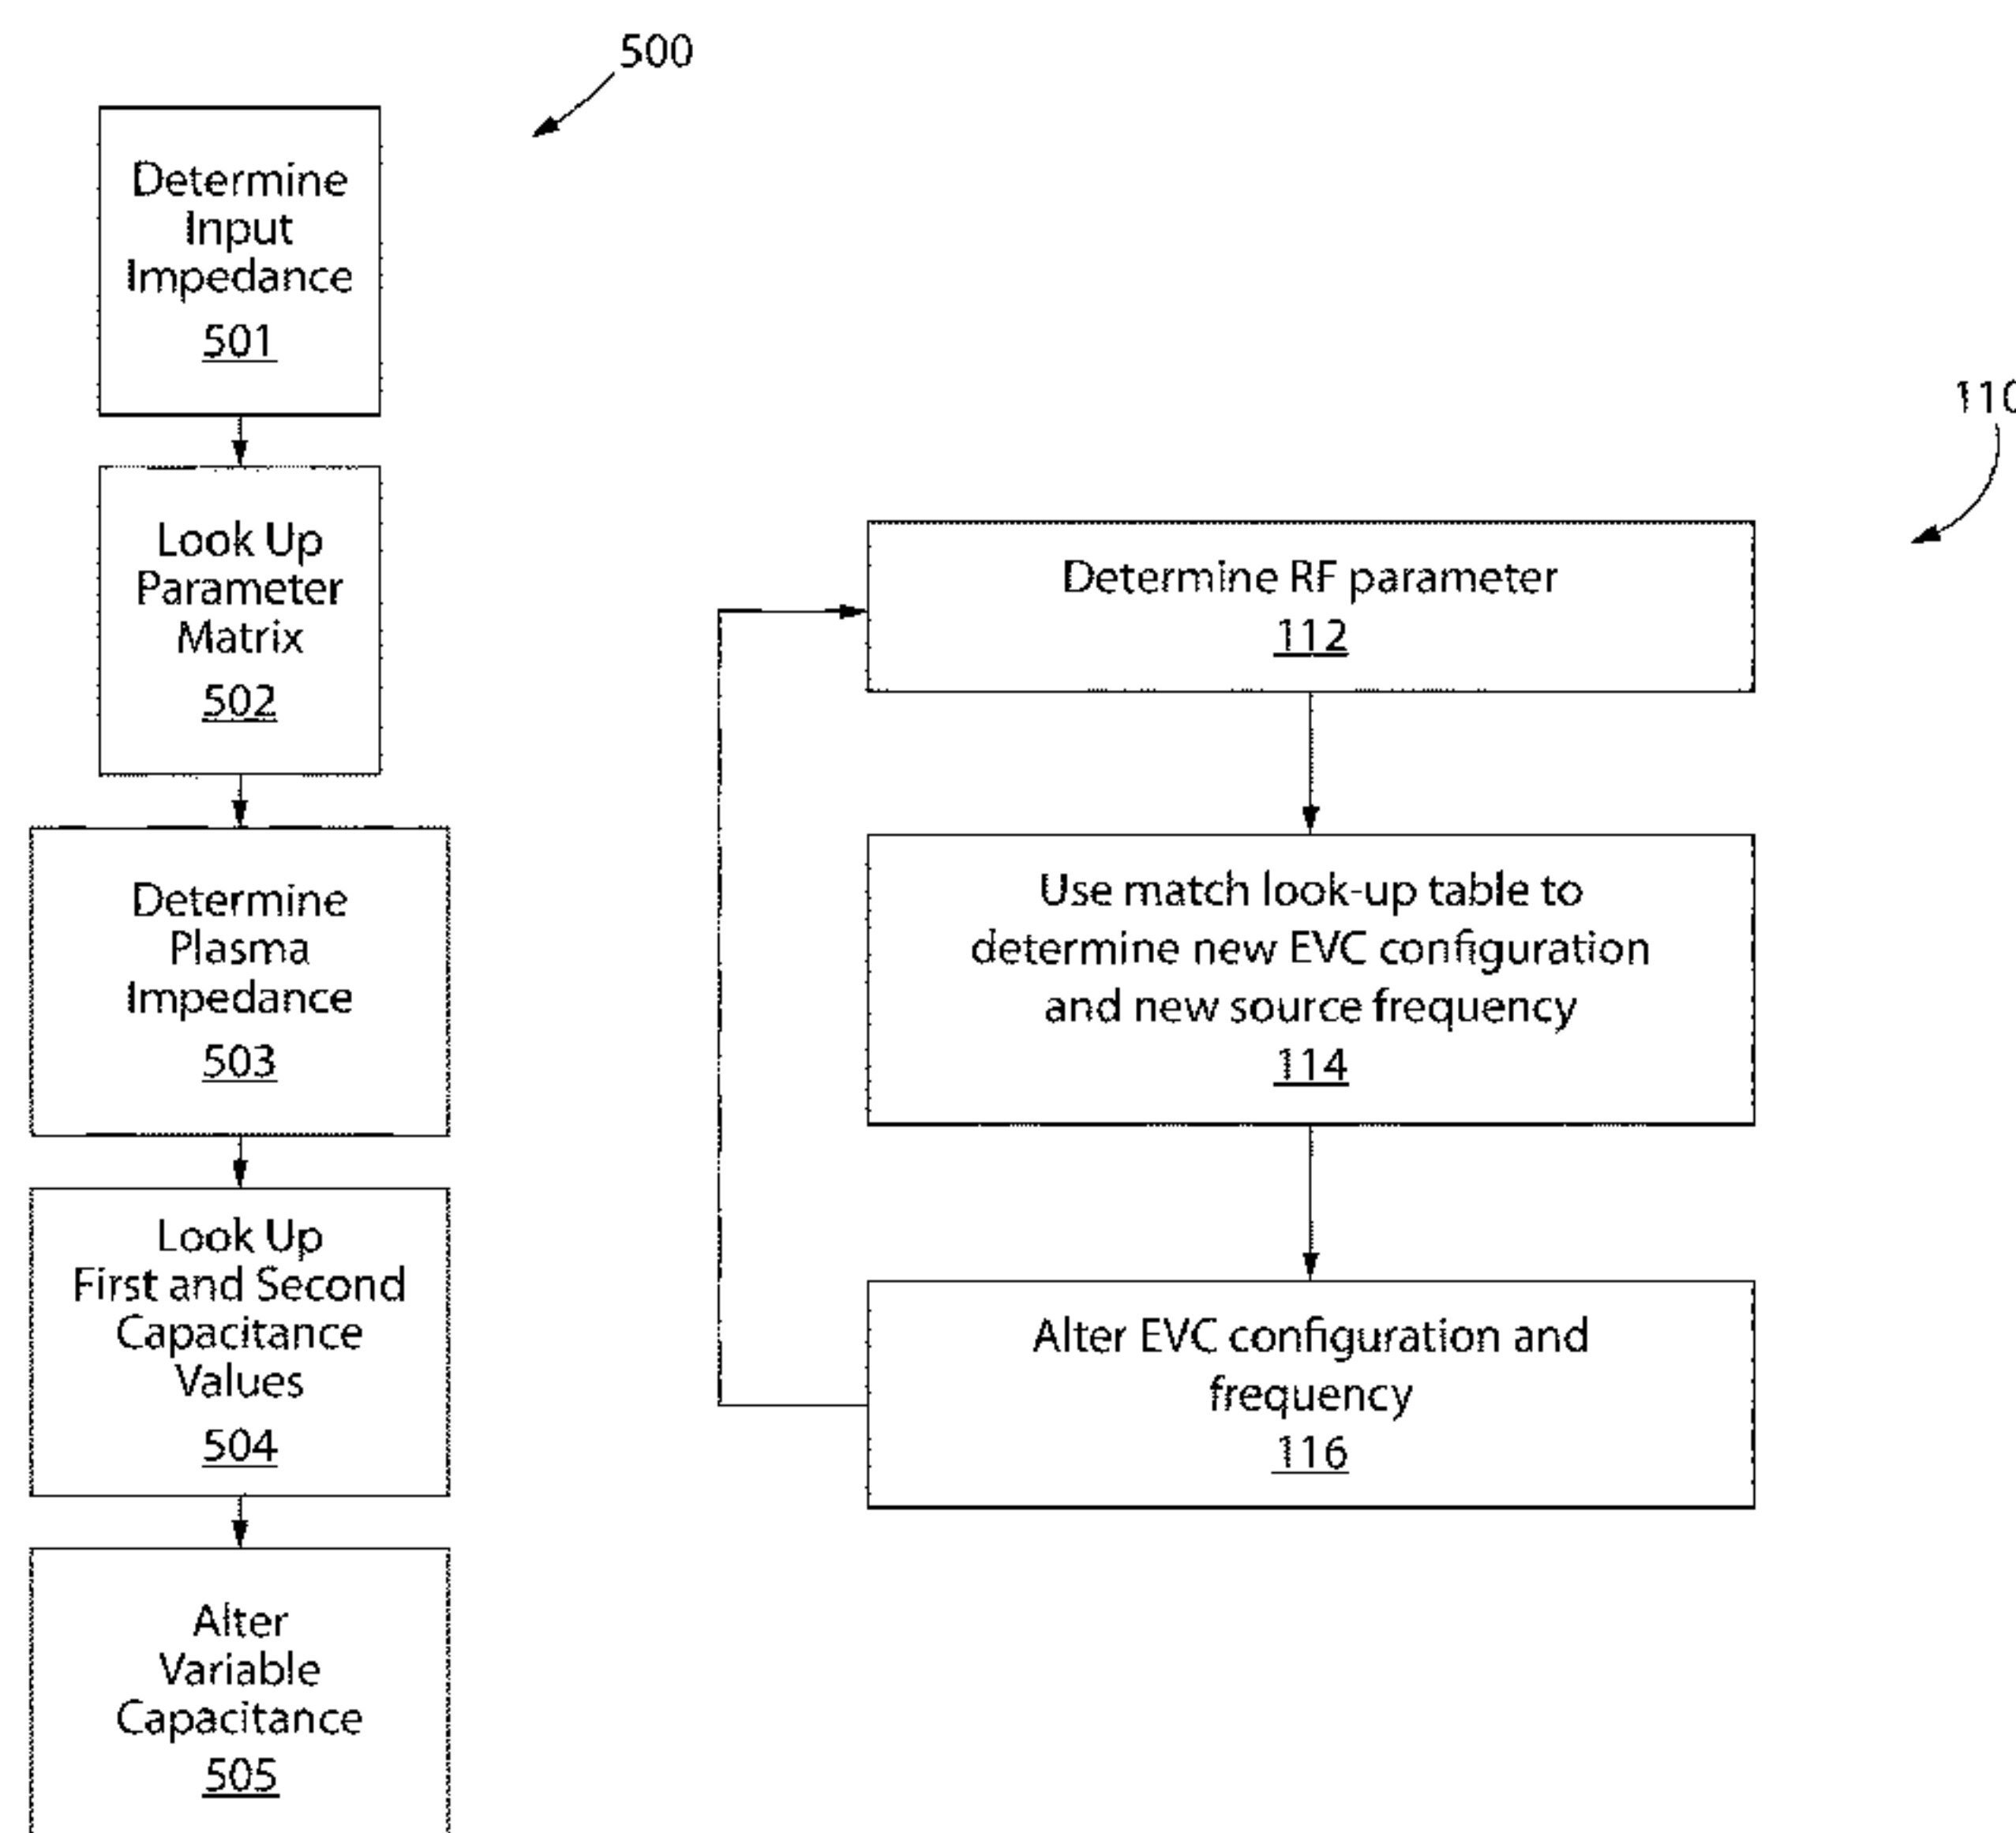 500
Determine
Input
Impedance
501
Look Up
Parameter
Matrix
502
Determine
Plasma
Impedance
503
Look Up
First and Second
Capacitance
Values
504
Alter
Variable
Capacitance
505
110
Determine RF parameter
112
Use match look-up table to
determine new EVC configuration
and new source frequency
114
Alter EVC configuration and
frequency
116